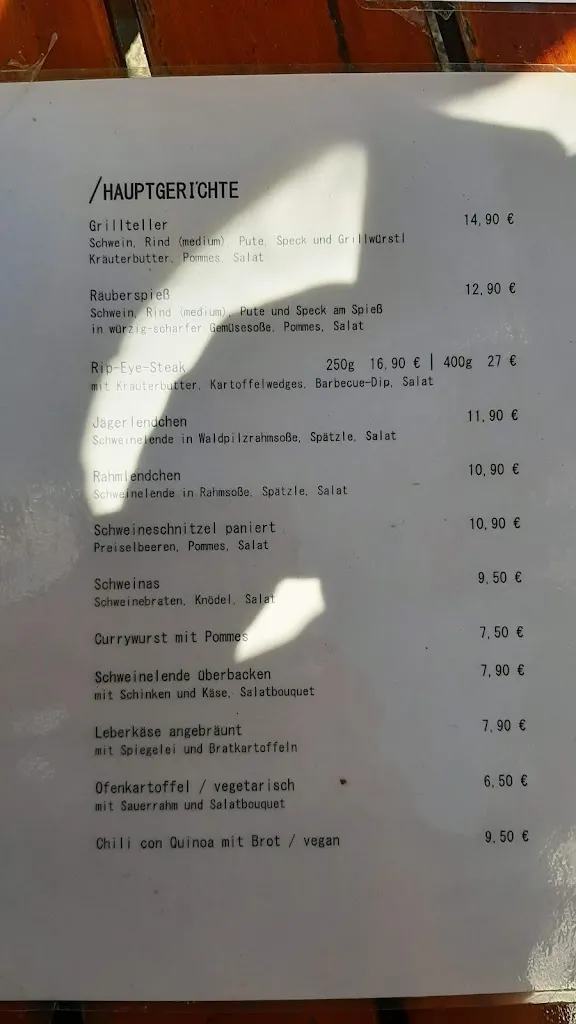 /HAUPTGERICHTE
Grillteller 14,90 €
Schwein, Rind (medium), Pute, Speck und Grillwürstl
Kräuterbutter, Pommes, Salat
Räuberspieß 12,90 €
Schwein, Rind (medium), Pute und Speck am Spieß
in würzig-scharfer Gemüsesoße, Pommes, Salat
Rip-Eye-Steak 250g 16,90 € | 400g 27 €
mit Kräuterbutter, Kartoffelwedges, Barbecue-Dip, Salat
Jägerlendchen 11,90 €
Schweinelende in Waldpilzrahmsoße, Spätzle, Salat
Rahmlendchen 10,90 €
Schweinelende in Rahmsoße, Spätzle, Salat
Schweineschnitzel paniert 10,90 €
Preiselbeeren, Pommes, Salat
Schweinas 9,50 €
Schweinebraten, Knödel, Salat
Currywurst mit Pommes 7,50 €
Schweinelende überbacken 7,90 €
mit Schinken und Käse, Salatbouquet
Leberkäse angebräunt 7,90 €
mit Spiegelei und Bratkartoffeln
Ofenkartoffel / vegetarisch 6,50 €
mit Sauerrahm und Salatbouquet
Chili con Quinoa mit Brot / vegan 9,50 €